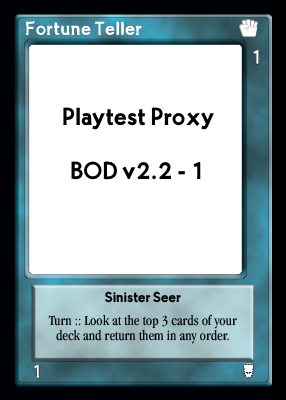 Fortune Teller
1
Playtest Proxy
BOD v2.2 - 1
Sinister Seer
Turn :: Look at the top 3 cards of your
deck and return them in any order.
1